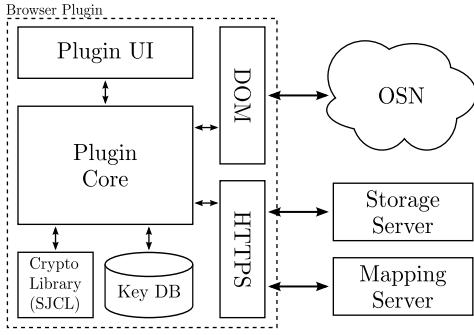 Browser Plugin
Plugin UI
DOM
OSN
Plugin
Core
HTTPS
Storage
Server
Crypto
Library
(SJCL)
Key DB
Mapping
Server